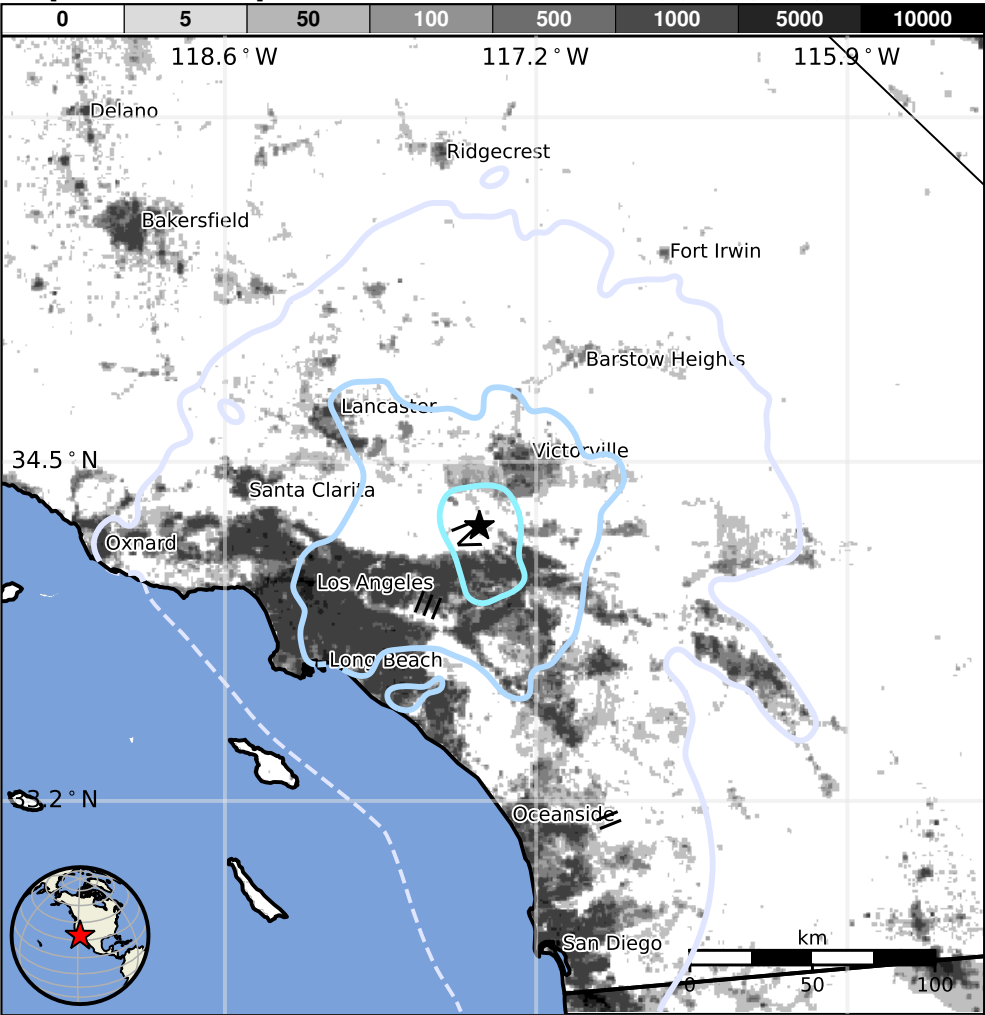 0 5 50 100 500 1000 5000 10000
118.6°W 117.2°W 115.9°W
Delano
Ridgecrest
Bakersfield
Fort Irwin
Barstow Heights
Lancaster
34.5°N
Victorville
Santa Clarita
Oxnard
Los Angeles
Long Beach
33.2°N
Oceanside
San Diego
km
0 50 100